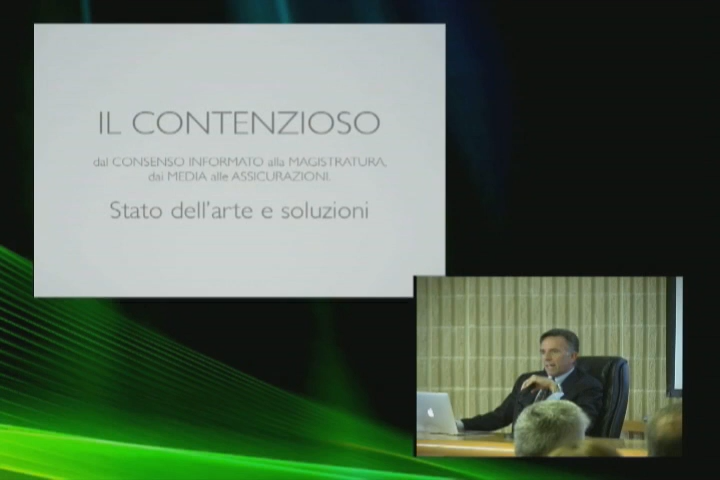 IL CONTENZIOSO
dal CONSENSO INFORMATO alla MAGISTRATURA,
dai MEDIA alle ASSICURAZIONI.
Stato dell'arte e soluzioni